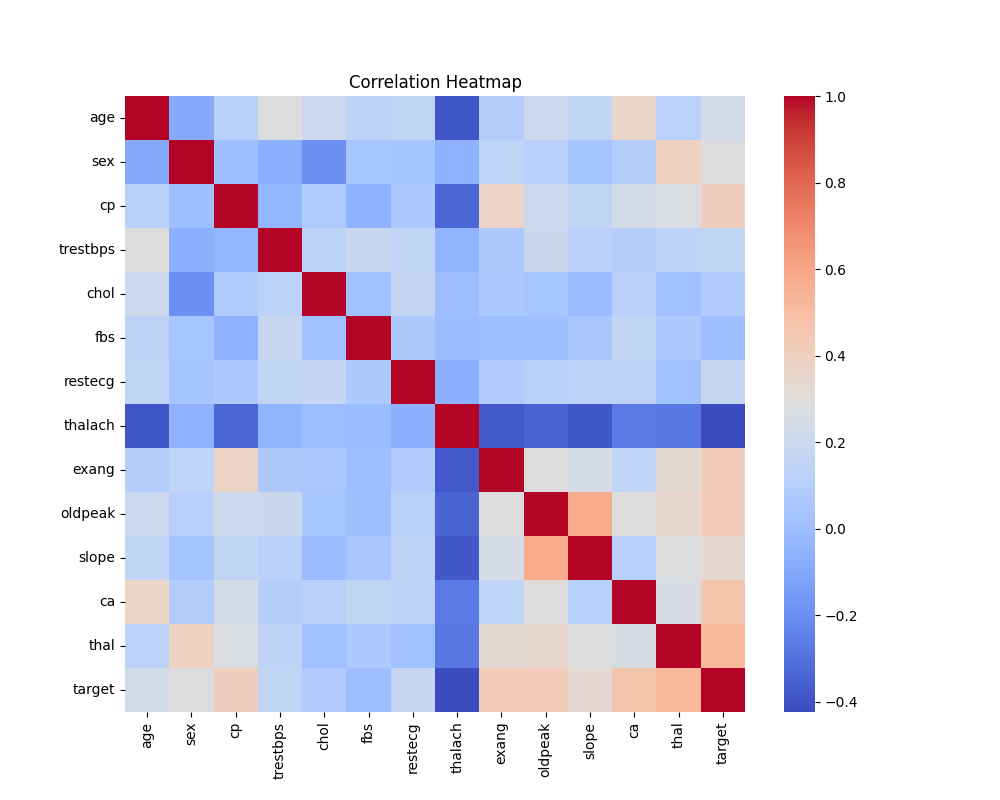 Correlation Heatmap
age
sex
cp
trestbps
chol
fbs
restecg
thalach
exang
oldpeak
slope
ca
thal
target
age
sex
cp
trestbps
chol
fbs
restecg
thalach
exang
oldpeak
slope
ca
thal
target
1.0
0.8
0.6
0.4
0.2
0.0
−0.2
−0.4